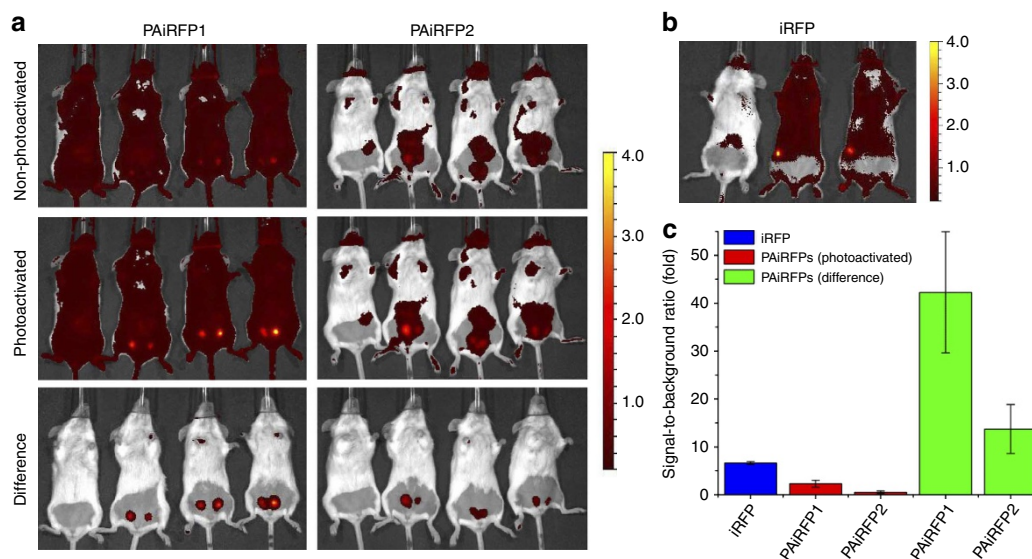 a
PAiRFP1
PAiRFP2
Non-photoactivated
Photoactivated
Difference
4.0
3.0
2.0
1.0
b
iRFP
4.0
3.0
2.0
1.0
c
iRFP
PAiRFPs (photoactivated)
PAiRFPs (difference)
Signal-to-background ratio (fold)
50
40
30
20
10
0
iRFP
PAiRFP1
PAiRFP2
PAiRFP1
PAiRFP2